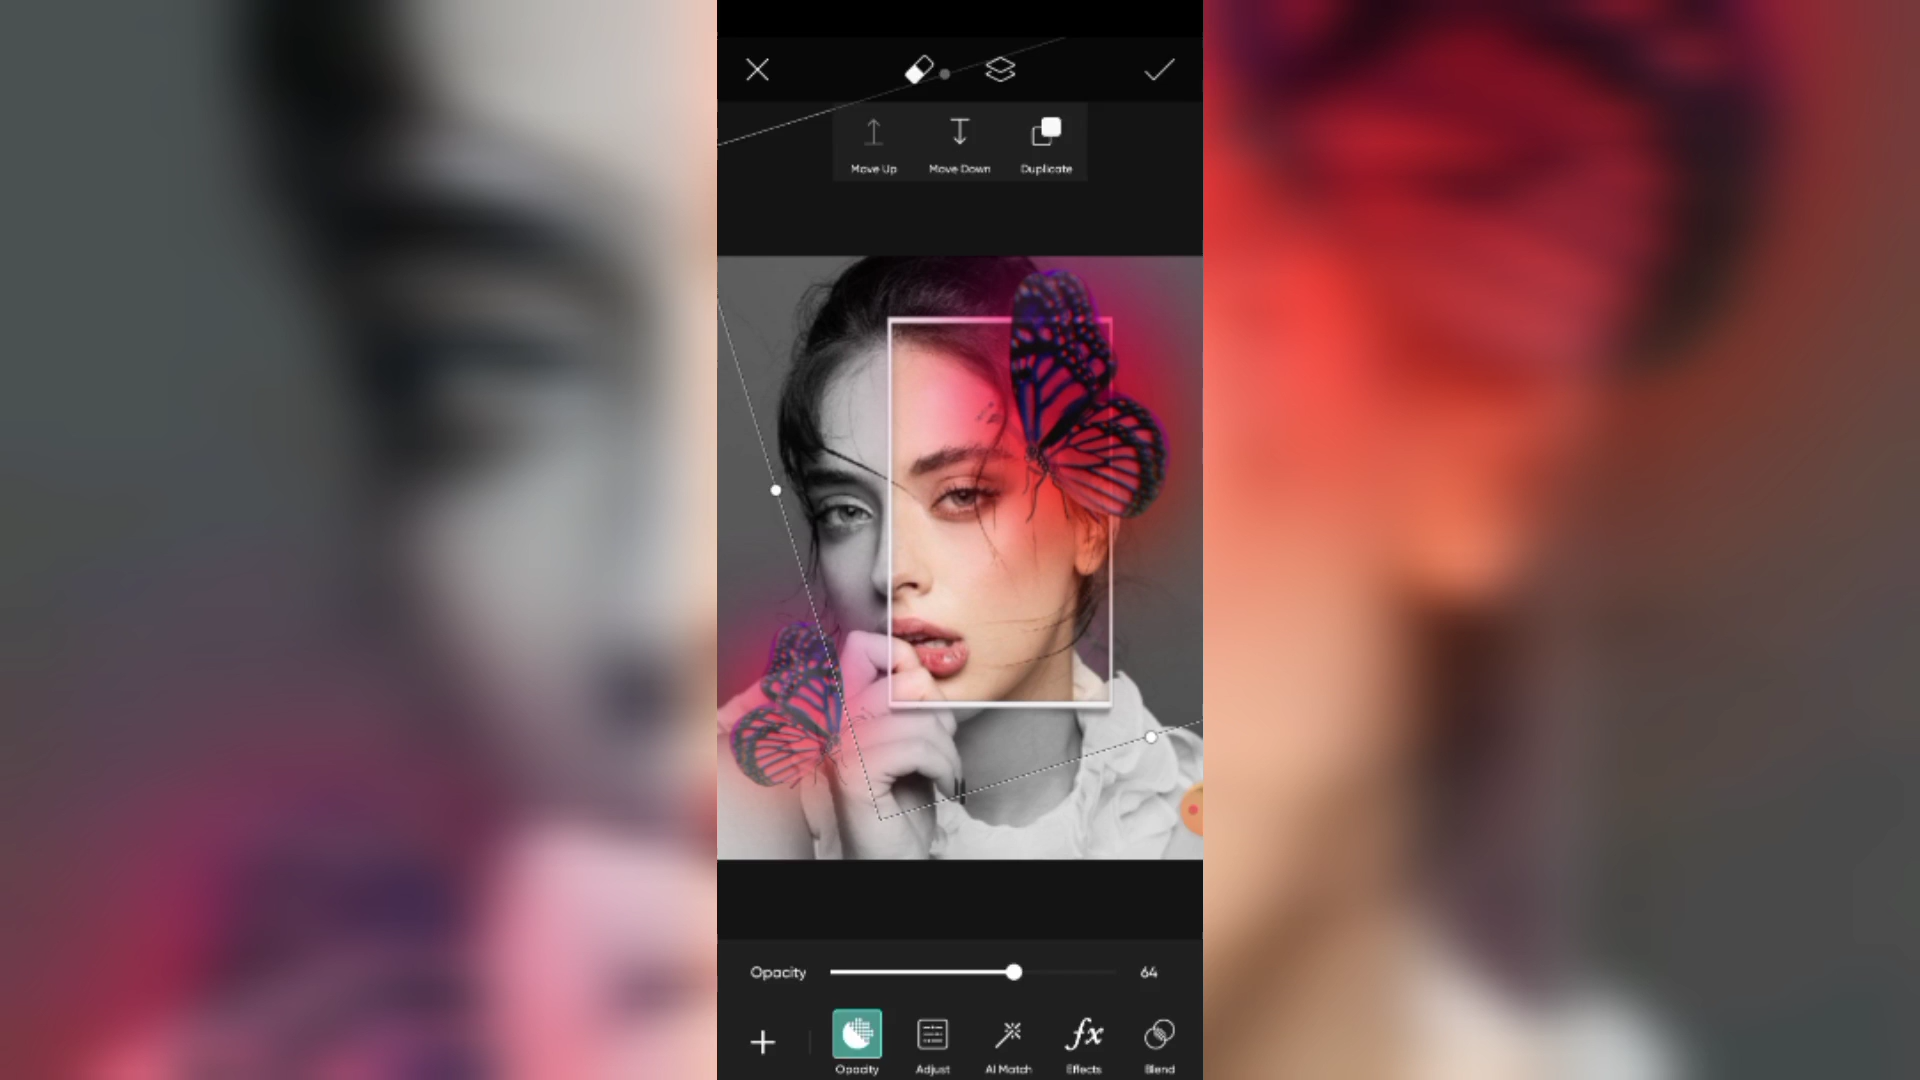 Move Up
Move Down
Duplicate
Opacity
64
Opacity
Adjust
AI Match
fx
Effects
Blend